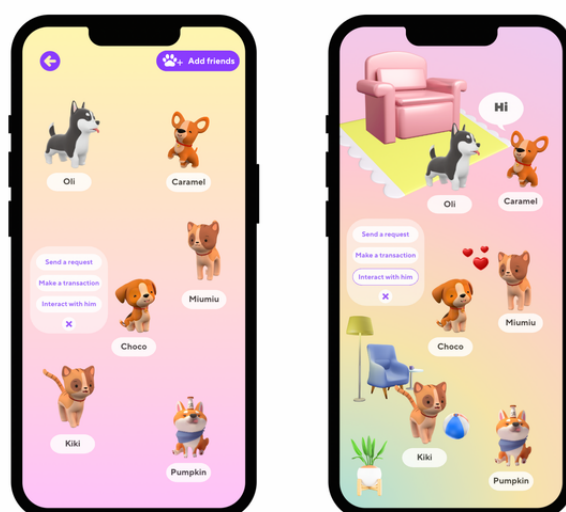 Add friends
Oli
Caramel
Send a request
Make a transaction
Interact with him
Miumiu
Choco
Kiki
Pumpkin
Hi
Oli
Caramel
Send a request
Make a transaction
Interact with him
Miumiu
Choco
Kiki
Pumpkin